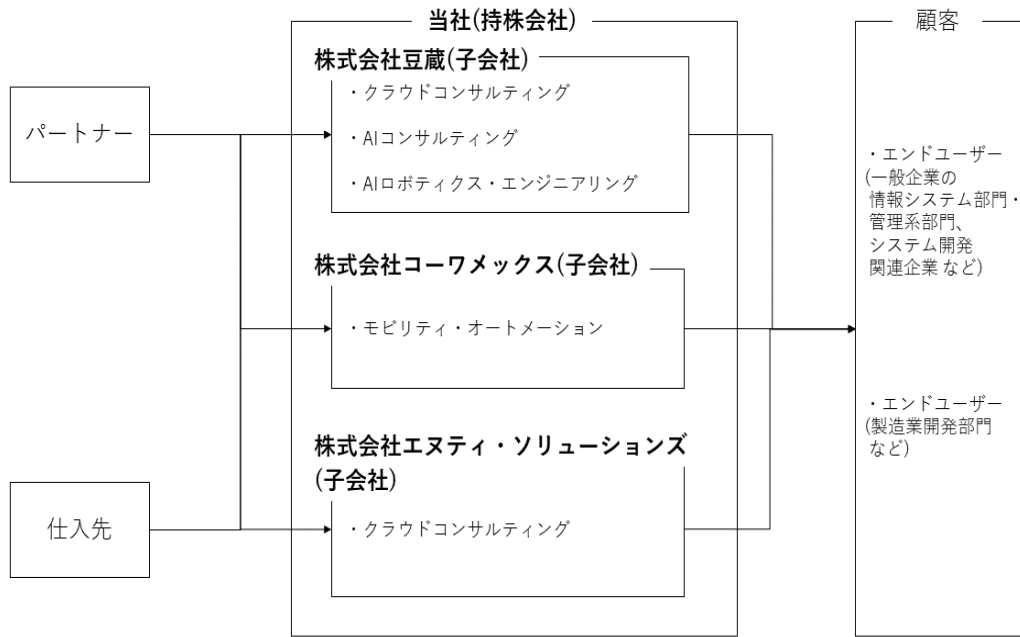 当社(持株会社)
顧客
株式会社豆蔵(子会社)
・クラウドコンサルティング
・AIコンサルティング
・AIロボティクス・エンジニアリング
パートナー
株式会社コーワメックス(子会社)
・モビリティ・オートメーション
株式会社エヌティ・ソリューションズ
(子会社)
・クラウドコンサルティング
仕入先
・エンドユーザー
(一般企業の
情報システム部門・
管理系部門、
システム開発
関連企業 など)
・エンドユーザー
(製造業開発部門
など)